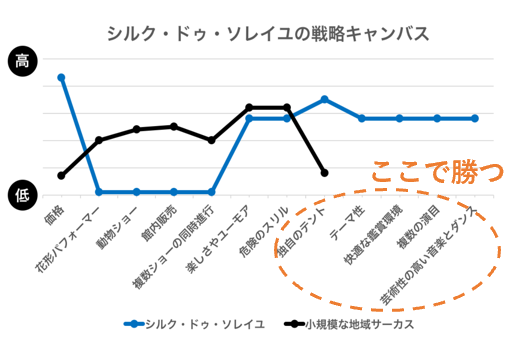 シルク・ドゥ・ソレイユの戦略キャンバス
高
低
ここで勝つ
価格
花形パフォーマー
動物ショー
館内販売
複数ショーの同時進行
楽しさやユーモア
危険のスリル
独自のテント
テーマ性
快適な鑑賞環境
複数の演目
芸術性の高い音楽とダンス
シルク・ドゥ・ソレイユ
小規模な地域サーカス